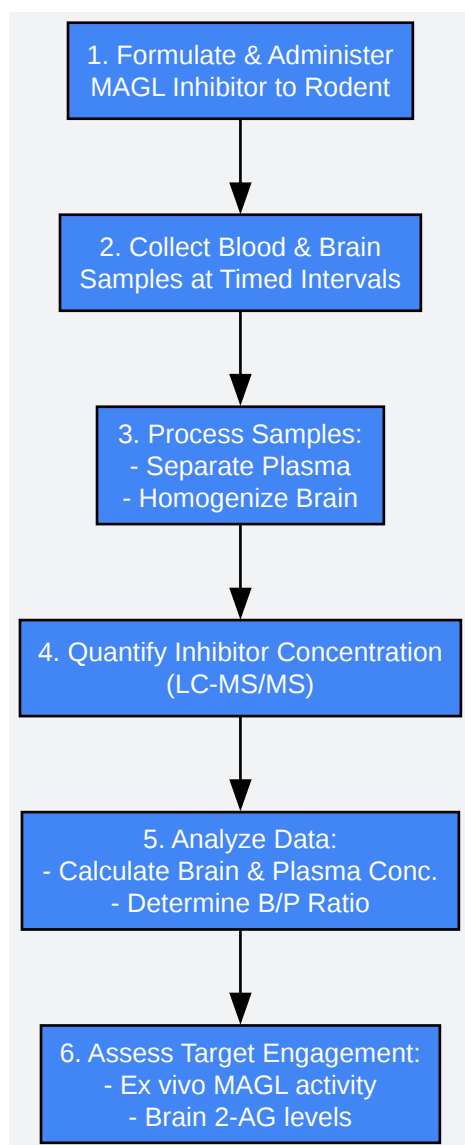 1. Formulate & Administer
MAGL Inhibitor to Rodent
2. Collect Blood & Brain
Samples at Timed Intervals
3. Process Samples:
- Separate Plasma
- Homogenize Brain
4. Quantify Inhibitor Concentration
(LC-MS/MS)
5. Analyze Data:
- Calculate Brain & Plasma Conc.
- Determine B/P Ratio
6. Assess Target Engagement:
- Ex vivo MAGL activity
- Brain 2-AG levels